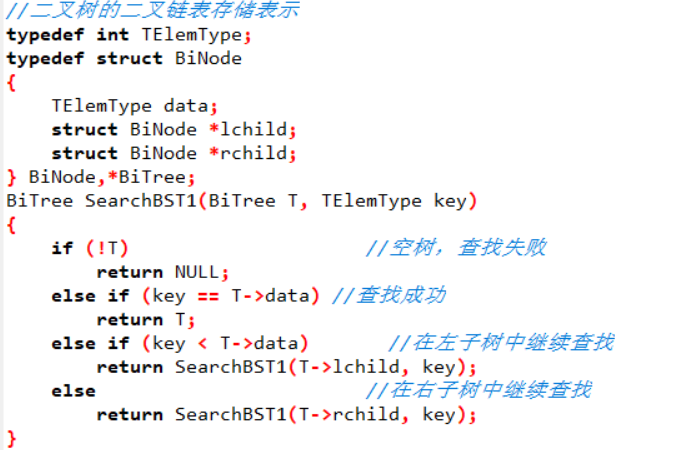 //二叉树的二叉链表存储表示
typedef int TElemType;
typedef struct BiNode
{
    TElemType data;
    struct BiNode *lchild;
    struct BiNode *rchild;
} BiNode,*BiTree;
BiTree SearchBST1(BiTree T, TElemType key)
{
    if (!T)                     //空树，查找失败
        return NULL;
    else if (key == T->data) //查找成功
        return T;
    else if (key < T->data)       //在左子树中继续查找
        return SearchBST1(T->lchild, key);
    else                        //在右子树中继续查找
        return SearchBST1(T->rchild, key);
}